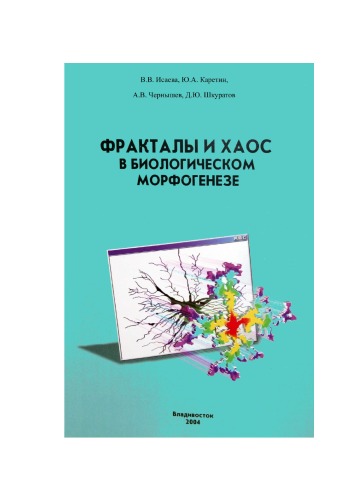 В.В. Исаева, Ю.А. Каретин,
А.В. Чернышев, Д.Ю. Шкуратов
ФРАКТАЛЫ И ХАОС
В БИОЛОГИЧЕСКОМ
МОРФОГЕНЕЗЕ
Владивосток
2004